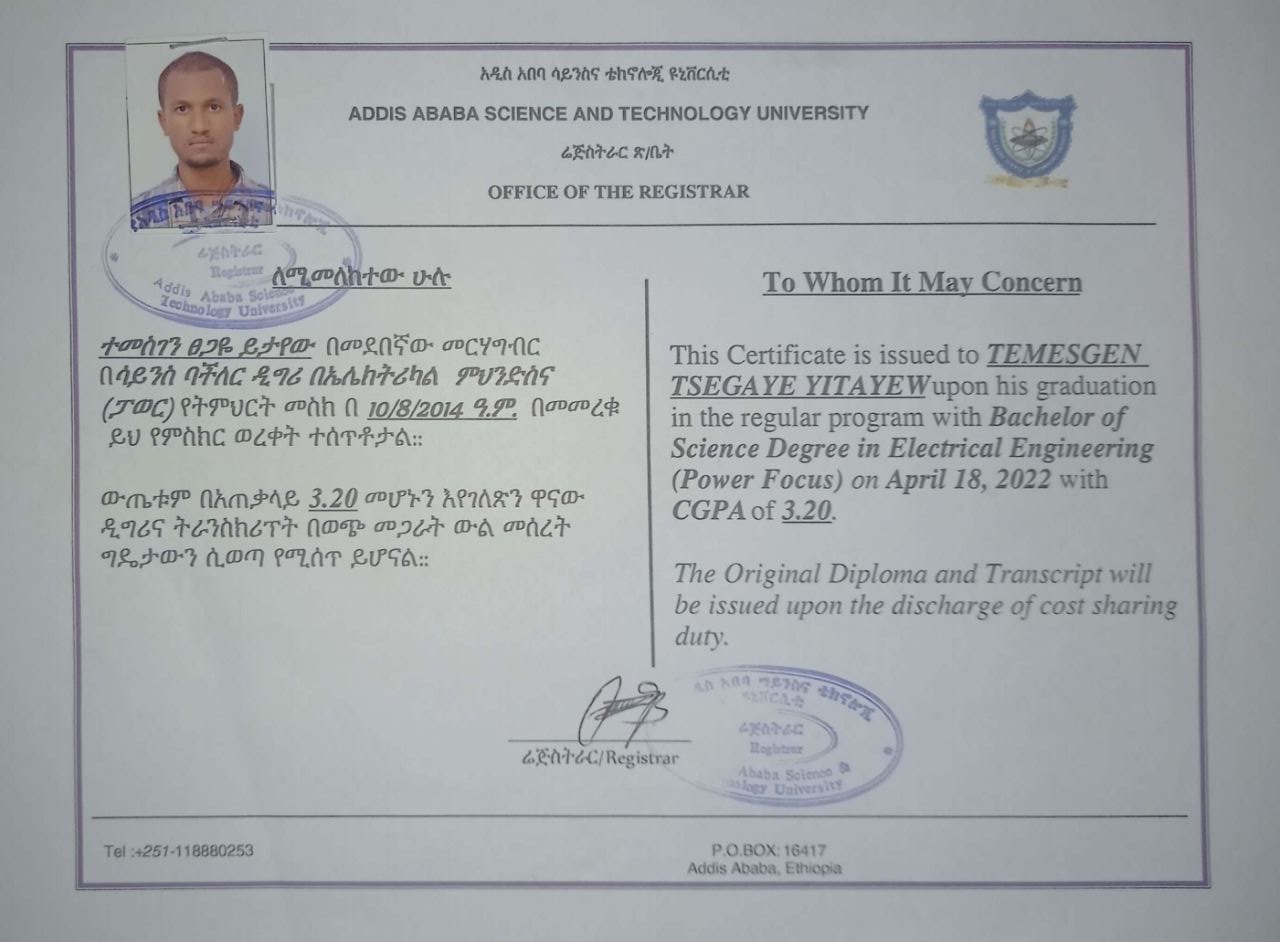 አዲስ አበባ ሳይንስና ቴክኖሎጂ ዩኒቨርሲቲ
ADDIS ABABA SCIENCE AND TECHNOLOGY UNIVERSITY
ሬጅስትራር ጽ/ቤት
OFFICE OF THE REGISTRAR
ሬጅስትራር
Registrar
Addis Ababa Science
Technology University
ለሚመለከተው ሁሉ
ተመስገን ፀጋዬ ይታየው በመደበኛው መርሃግብር
በሳይንስ ባችለር ዲግሪ በኤሌክትሪካል ምህንድስና
(ፓወር) የትምህርት መስክ በ 10/8/2014 ዓ.ም. በመመረቁ
ይህ የምስክር ወረቀት ተሰጥቶታል።
ውጤቱም በአጠቃላይ 3.20 መሆኑን እየገለጽን ዋናው
ዲግሪና ትራንስክሪፕት በወጭ መጋራት ውል መሰረት
ግዴታውን ሲወጣ የሚሰጥ ይሆናል።
To Whom It May Concern
This Certificate is issued to TEMESGEN
TSEGAYE YITAYEW upon his graduation
in the regular program with Bachelor of
Science Degree in Electrical Engineering
(Power Focus) on April 18, 2022 with
CGPA of 3.20.
The Original Diploma and Transcript will
be issued upon the discharge of cost sharing
duty.
ሬጅስትራር/Registrar
ሬጅስትራር
Registrar
Ababa Science &
nology University
Tel :+251-118880253
P.O.BOX: 16417
Addis Ababa, Ethiopia